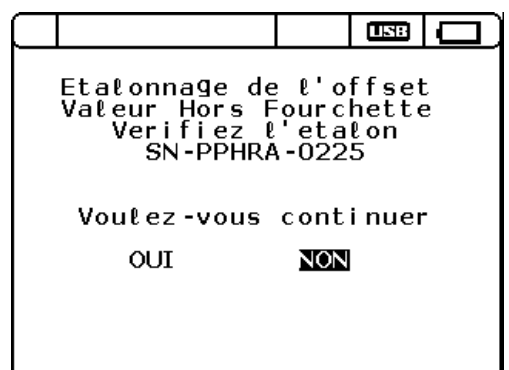 USB
Etalonnage de l'offset
Valeur Hors Fourchette
Verifiez l'etalon
SN-PPHRA-0225
Voulez-vous continuer
OUI NON